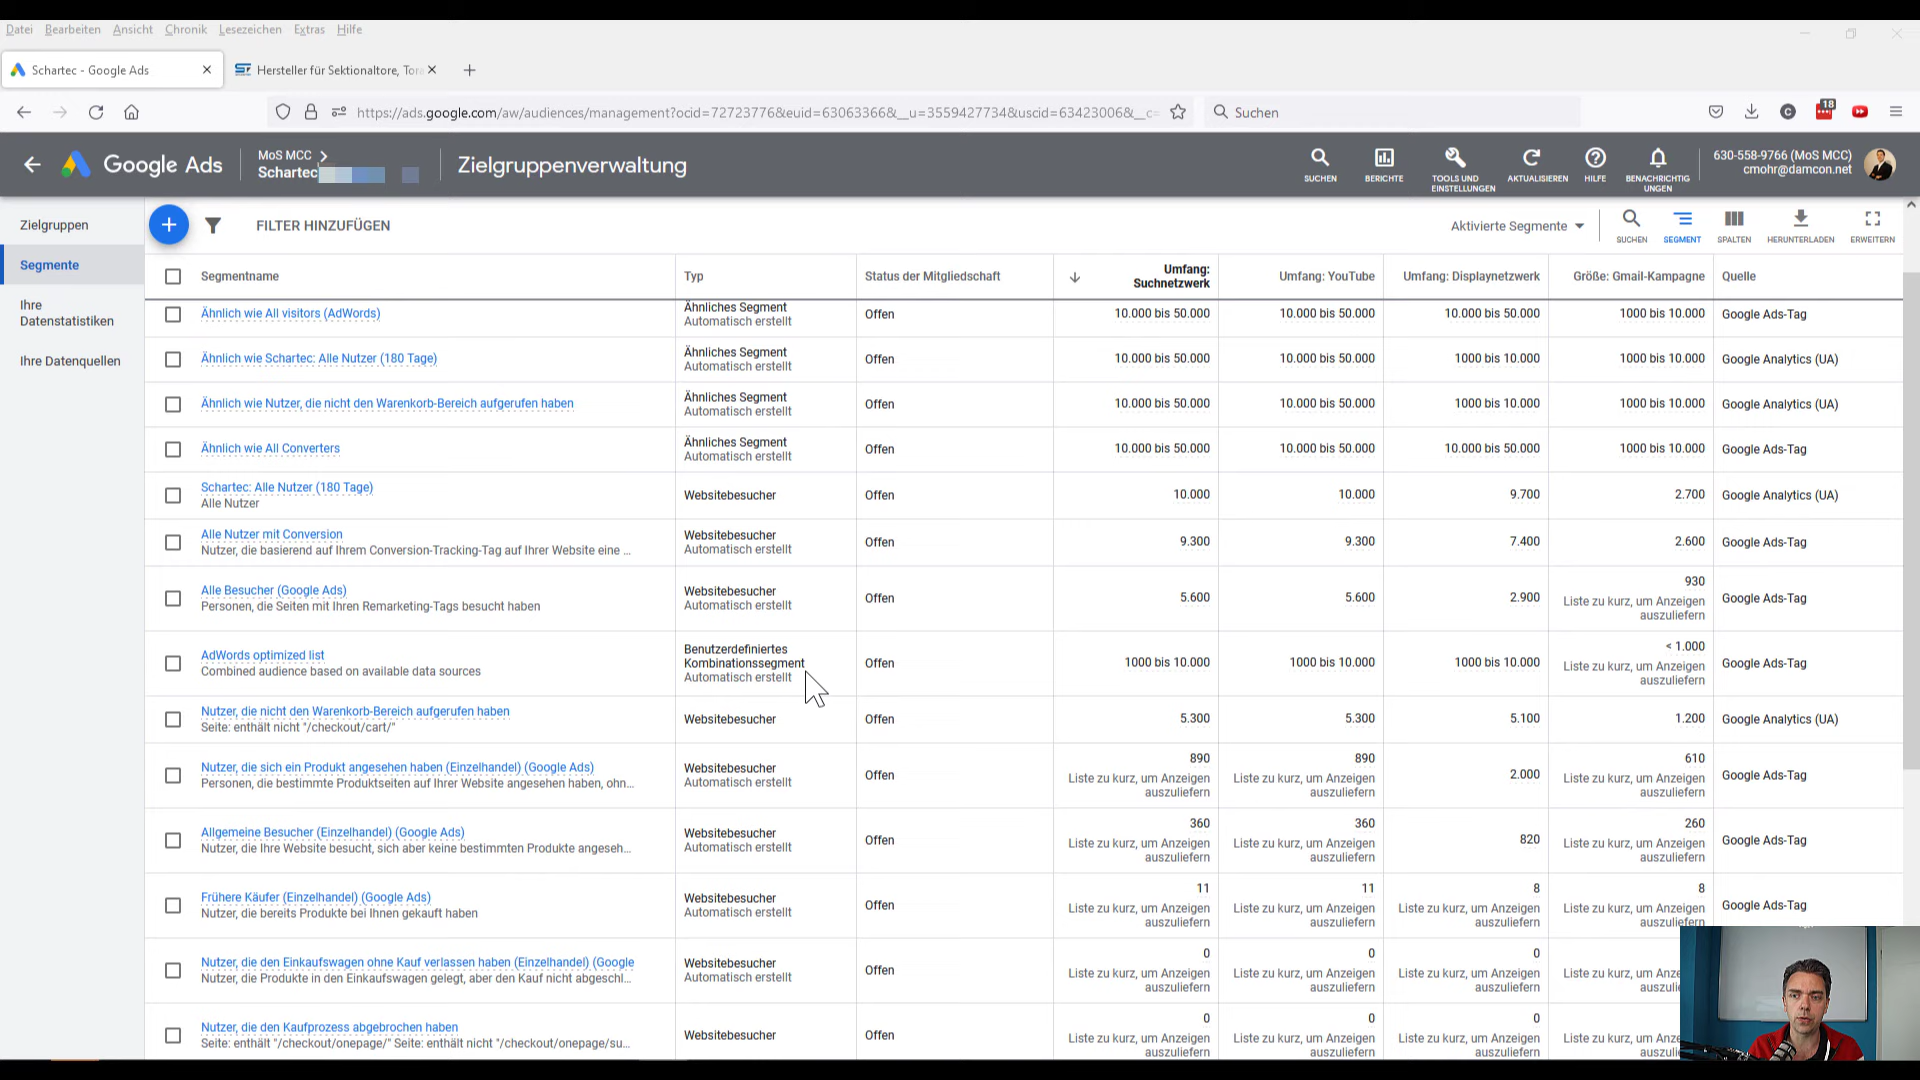 Datei Bearbeiten Ansicht Chronik Lesezeichen Extras Hilfe
Schartec - Google Ads
Hersteller für Sektionaltore, Tora
https://ads.google.com/aw/audiences/management?ocid=72723776&euid=63063366&__u=3559427734&uscid=63423006&__c=
Suchen
18
Google Ads
MoS MCC
Schartec
Zielgruppenverwaltung
SUCHEN
BERICHTE
TOOLS UND
EINSTELLUNGEN
AKTUALISIEREN
HILFE
BENACHRICHTIG
UNGEN
630-558-9766 (MoS MCC)
cmohr@damcon.net
Zielgruppen
Segmente
Ihre
Datenstatistiken
Ihre Datenquellen
FILTER HINZUFÜGEN
Aktivierte Segmente
SUCHEN
SEGMENT
SPALTEN
HERUNTERLADEN
ERWEITERN
Segmentname
Typ
Status der Mitgliedschaft
Umfang:
Suchnetzwerk
Umfang: YouTube
Umfang: Displaynetzwerk
Größe: Gmail-Kampagne
Quelle
Ähnlich wie All visitors (AdWords)
Ähnliches Segment
Automatisch erstellt
Offen
10.000 bis 50.000
10.000 bis 50.000
10.000 bis 50.000
1000 bis 10.000
Google Ads-Tag
Ähnlich wie Schartec: Alle Nutzer (180 Tage)
Ähnliches Segment
Automatisch erstellt
Offen
10.000 bis 50.000
10.000 bis 50.000
1000 bis 10.000
1000 bis 10.000
Google Analytics (UA)
Ähnlich wie Nutzer, die nicht den Warenkorb-Bereich aufgerufen haben
Ähnliches Segment
Automatisch erstellt
Offen
10.000 bis 50.000
10.000 bis 50.000
1000 bis 10.000
1000 bis 10.000
Google Analytics (UA)
Ähnlich wie All Converters
Ähnliches Segment
Automatisch erstellt
Offen
10.000 bis 50.000
10.000 bis 50.000
10.000 bis 50.000
1000 bis 10.000
Google Ads-Tag
Schartec: Alle Nutzer (180 Tage)
Alle Nutzer
Websitebesucher
Offen
10.000
10.000
9.700
2.700
Google Analytics (UA)
Alle Nutzer mit Conversion
Nutzer, die basierend auf Ihrem Conversion-Tracking-Tag auf Ihrer Website eine ...
Websitebesucher
Automatisch erstellt
Offen
9.300
9.300
7.400
2.600
Google Ads-Tag
Alle Besucher (Google Ads)
Personen, die Seiten mit Ihren Remarketing-Tags besucht haben
Websitebesucher
Automatisch erstellt
Offen
5.600
5.600
2.900
930
Liste zu kurz, um Anzeigen
auszuliefern
Google Ads-Tag
AdWords optimized list
Combined audience based on available data sources
Benutzerdefiniertes
Kombinationssegment
Automatisch erstellt
Offen
1000 bis 10.000
1000 bis 10.000
1000 bis 10.000
< 1.000
Liste zu kurz, um Anzeigen
auszuliefern
Google Ads-Tag
Nutzer, die nicht den Warenkorb-Bereich aufgerufen haben
Seite: enthält nicht "/checkout/cart/"
Websitebesucher
Offen
5.300
5.300
5.100
1.200
Google Analytics (UA)
Nutzer, die sich ein Produkt angesehen haben (Einzelhandel) (Google Ads)
Personen, die bestimmte Produktseiten auf Ihrer Website angesehen haben, ohn...
Websitebesucher
Automatisch erstellt
Offen
890
Liste zu kurz, um Anzeigen
auszuliefern
890
Liste zu kurz, um Anzeigen
auszuliefern
2.000
610
Liste zu kurz, um Anzeigen
auszuliefern
Google Ads-Tag
Allgemeine Besucher (Einzelhandel) (Google Ads)
Nutzer, die Ihre Website besucht, sich aber keine bestimmten Produkte angeseh...
Websitebesucher
Automatisch erstellt
Offen
360
Liste zu kurz, um Anzeigen
auszuliefern
360
Liste zu kurz, um Anzeigen
auszuliefern
820
260
Liste zu kurz, um Anzeigen
auszuliefern
Google Ads-Tag
Frühere Käufer (Einzelhandel) (Google Ads)
Nutzer, die bereits Produkte bei Ihnen gekauft haben
Websitebesucher
Automatisch erstellt
Offen
11
Liste zu kurz, um Anzeigen
auszuliefern
11
Liste zu kurz, um Anzeigen
auszuliefern
8
Liste zu kurz, um Anzeigen
auszuliefern
8
Liste zu kurz, um Anzeigen
auszuliefern
Google Ads-Tag
Nutzer, die den Einkaufswagen ohne Kauf verlassen haben (Einzelhandel) (Google
Nutzer, die Produkte in den Einkaufswagen gelegt, aber den Kauf nicht abgeschl...
Websitebesucher
Automatisch erstellt
Offen
0
Liste zu kurz, um Anzeigen
auszuliefern
0
Liste zu kurz, um Anzeigen
auszuliefern
0
Liste zu kurz, um Anzeigen
auszuliefern
Liste zu kurz, um Anze
Nutzer, die den Kaufprozess abgebrochen haben
Seite: enthält "/checkout/onepage/" Seite: enthält nicht "/checkout/onepage/su...
Websitebesucher
Offen
0
Liste zu kurz, um Anzeigen
auszuliefern
0
Liste zu kurz, um Anzeigen
auszuliefern
0
Liste zu kurz, um Anzeigen
auszuliefern
Liste zu kurz, um Anze